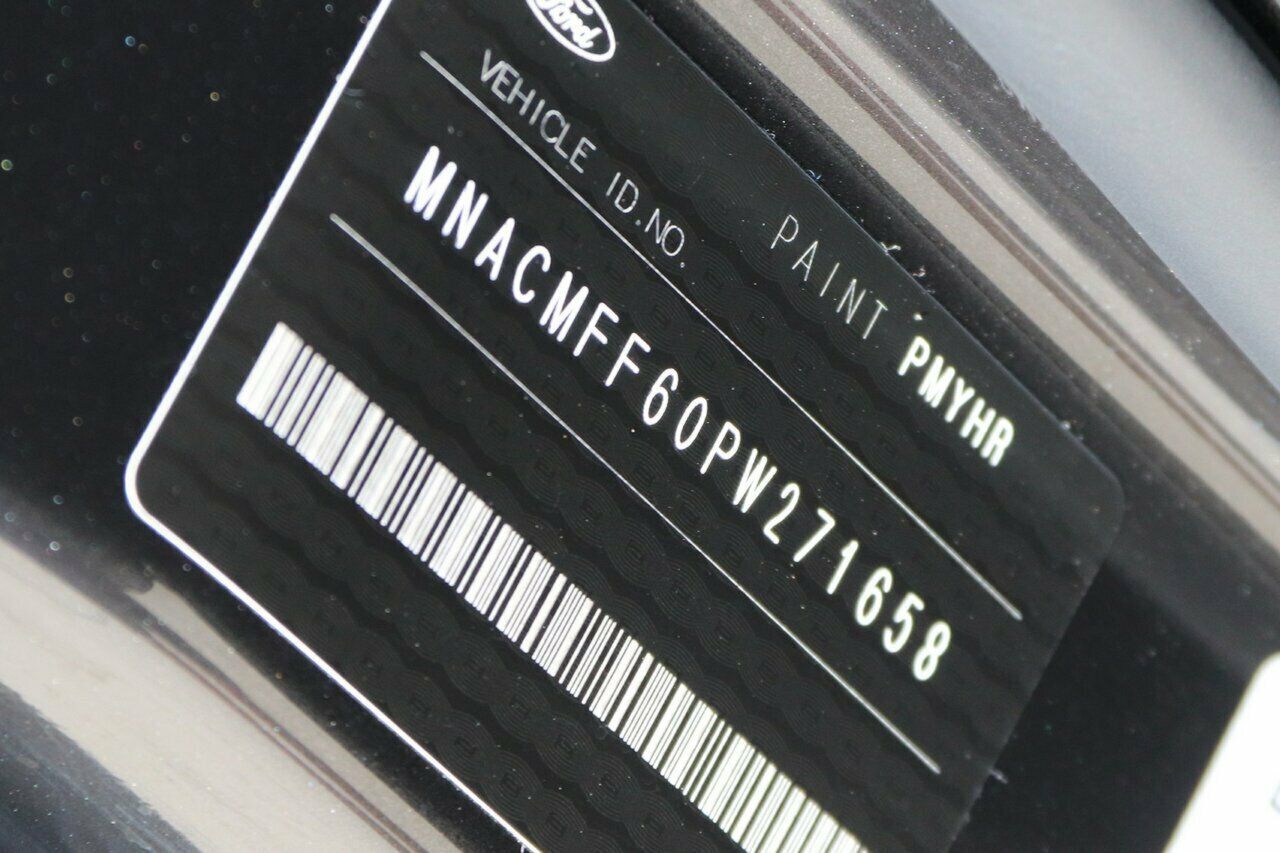 Ford
PAINT PMYHR
VEHICLE ID.NO.
MNACMFF60PW271658